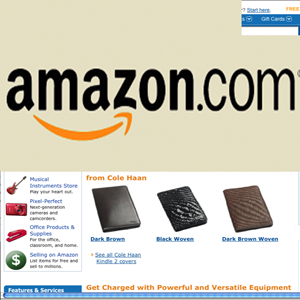 ? Start here.
FREE
s
Gift Cards
amazon.com
Musical
Instruments Store
Play your heart out.
Pixel-Perfect
Next-generation
cameras and
camcorders.
Office Products &
Supplies
For the office,
classroom, and home.
Selling on Amazon
List items for free and
sell to millions.
Features & Services
from Cole Haan
Dark Brown
Black Woven
Dark Brown Woven
See all Cole Haan
Kindle 2 covers
Get Charged with Powerful and Versatile Equipment